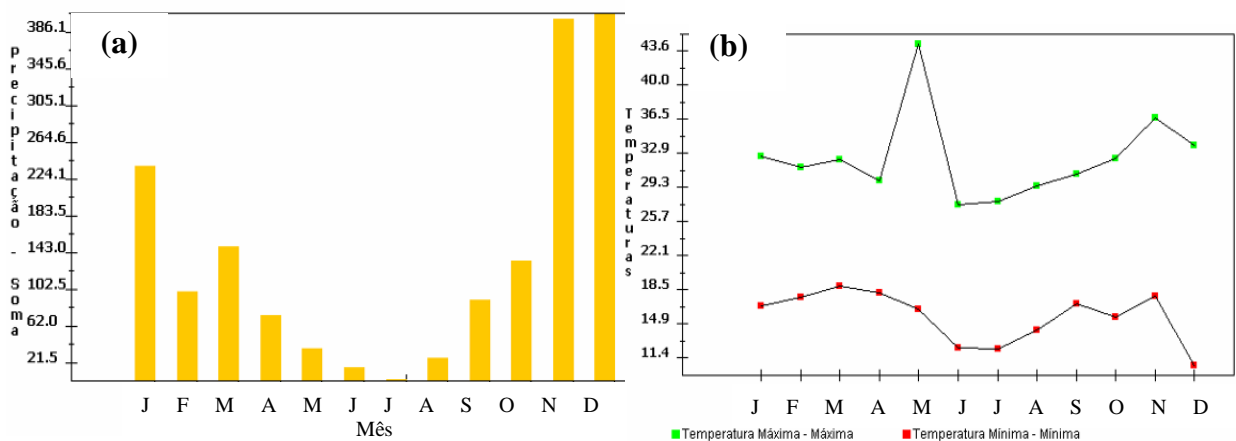 (a)
Precipitação - Soma
386.1
345.6
305.1
264.6
224.1
183.5
143.0
102.5
62.0
21.5
J F M A M J J A S O N D
Mês
(b)
Temperaturas
43.6
40.0
36.5
32.9
29.3
25.7
22.1
18.5
14.9
11.4
J F M A M J J A S O N D
Temperatura Máxima - Máxima
Temperatura Mínima - Mínima